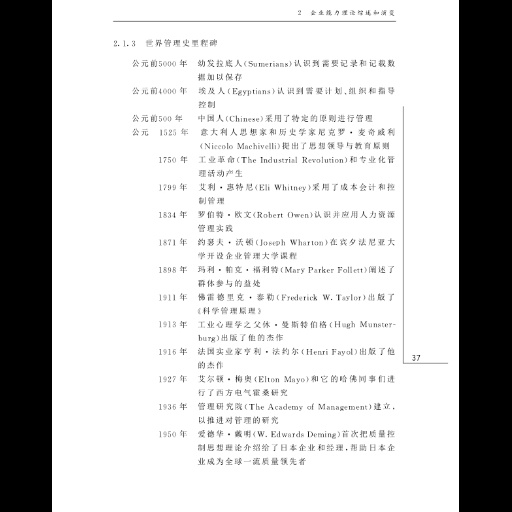 2 企业能力理论综述和演变
2.1.3 世界管理史里程碑
公元前5000年 幼发拉底人(Sumerians)认识到需要记录和记载数
据加以保存
公元前4000年 埃及人(Egyptians)认识到需要计划,组织和指导
控制
公元前500年 中国人(Chinese)采用了特定的原则进行管理
公元 1525年 意大利人思想家和历史学家尼克罗·麦奇威利
(Niccolo Machivelli)提出了思想领导与教育原则
1750年 工业革命(The Industrial Revolution)和专业化管
理活动产生
1799年 艾利·惠特尼(Eli Whitney)采用了成本会计和控
制管理
1834年 罗伯特·欧文(Robert Owen)认识并应用人力资源
管理实践
1871年 约瑟夫·沃顿(Joseph Wharton)在宾夕法尼亚大
学开设企业管理大学课程
1898年 玛利·帕克·福利特(Mary Parker Follett)阐述了
群体参与的益处
1911年 佛雷德里克·泰勒(Frederick W. Taylor)出版了
《科学管理原理》
1913年 工业心理学之父休·曼斯特伯格(Hugh Munster-
burg)出版了他的杰作
1916年 法国实业家亨利·法约尔(Henri Fayol)出版了他
的杰作
37
1927年 艾尔顿·梅奥(Elton Mayo)和它的哈佛同事们进
行了西方电气霍桑研究
1936年 管理研究院(The Academy of Management)建立,
以推进对管理的研究
1950年 爱德华·戴明(W. Edwards Deming)首次把质量控
制思想理论介绍给了日本企业和经理,帮助日本企
业成为全球一流质量领先者